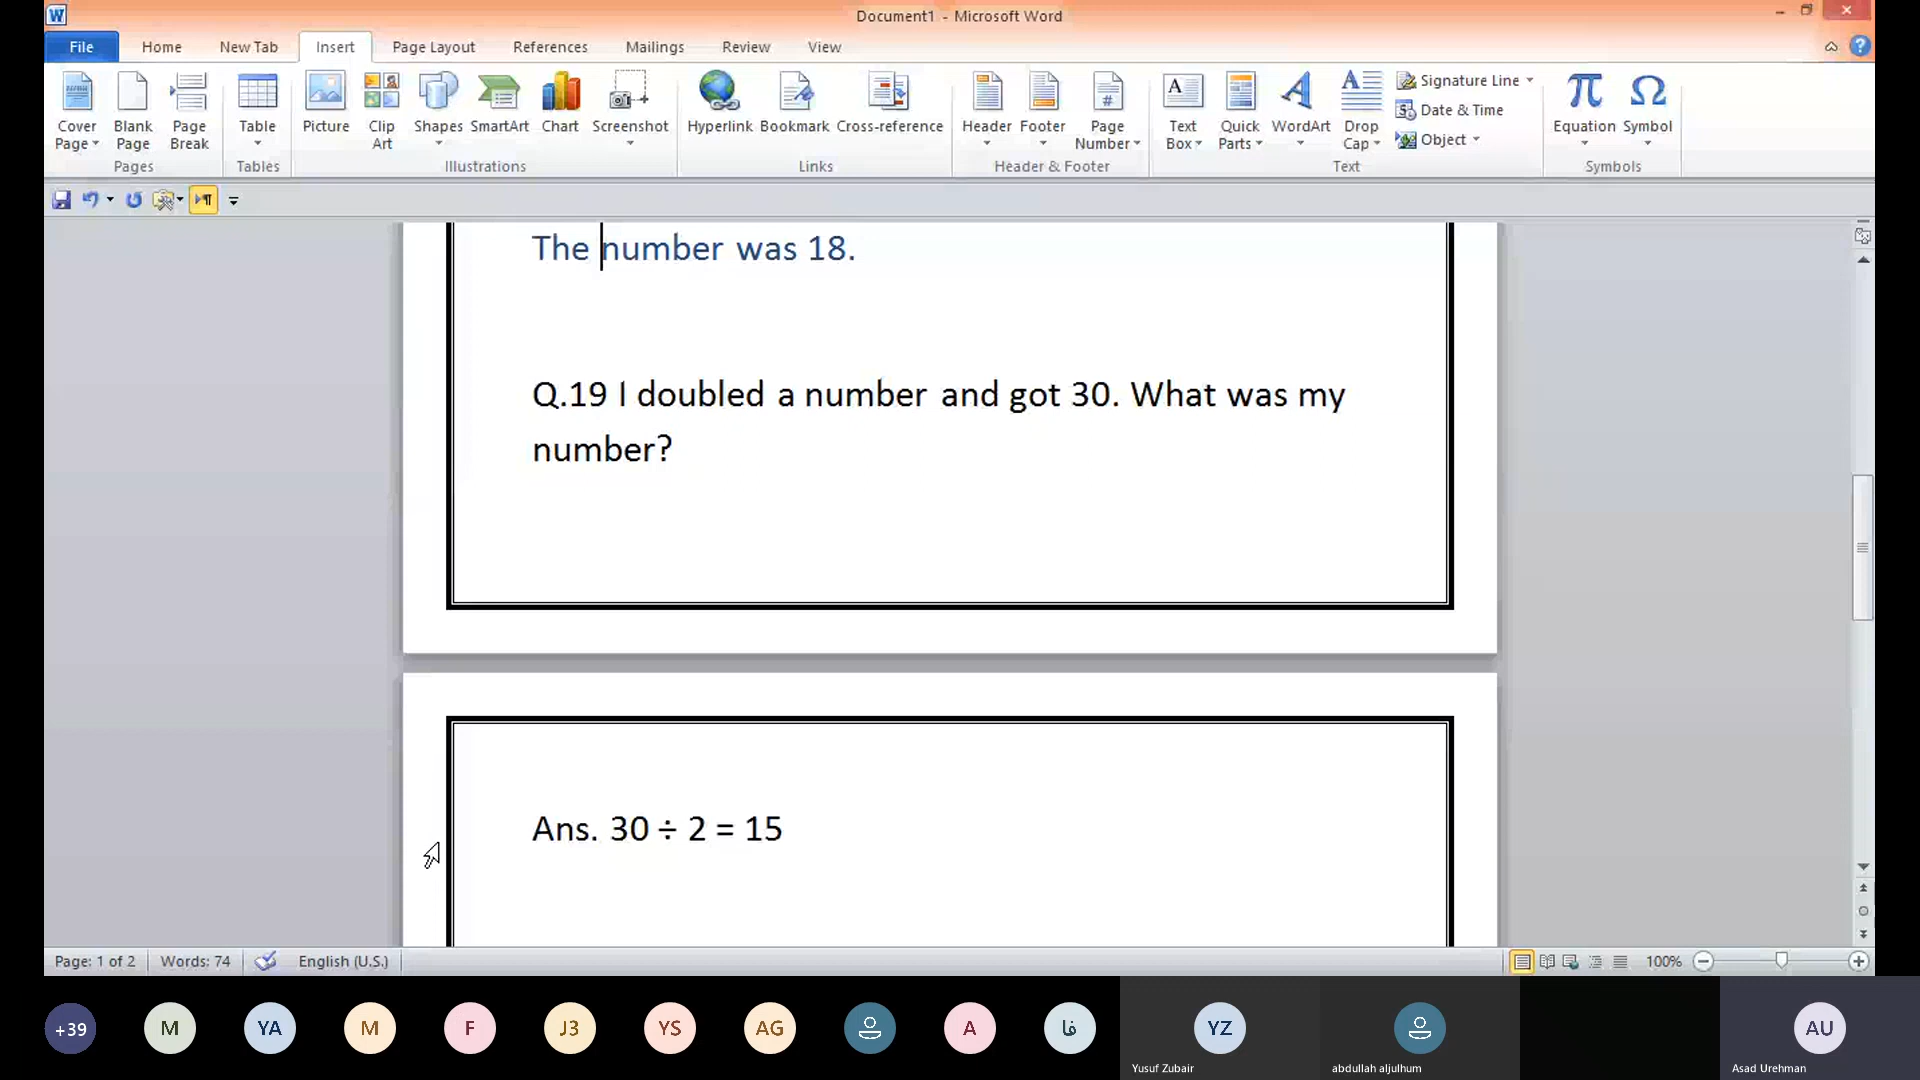 Document1 - Microsoft Word
File Home New Tab Insert Page Layout References Mailings Review View
Cover Page Blank Page Page Break
Pages
Table
Tables
Picture Clip Art Shapes SmartArt Chart Screenshot
Illustrations
Hyperlink Bookmark Cross-reference
Links
Header Footer Page Number
Header & Footer
Text Box Quick Parts WordArt Drop Cap
Signature Line
Date & Time
Object
Text
Equation Symbol
Symbols
The number was 18.
Q.19 I doubled a number and got 30. What was my
number?
Ans. 30 ÷ 2 = 15
Page: 1 of 2 Words: 74 English (U.S.) 100%
+39 M YA M F J3 YS AG A فا YZ AU
Yusuf Zubair abdullah aljulhum Asad Urehman